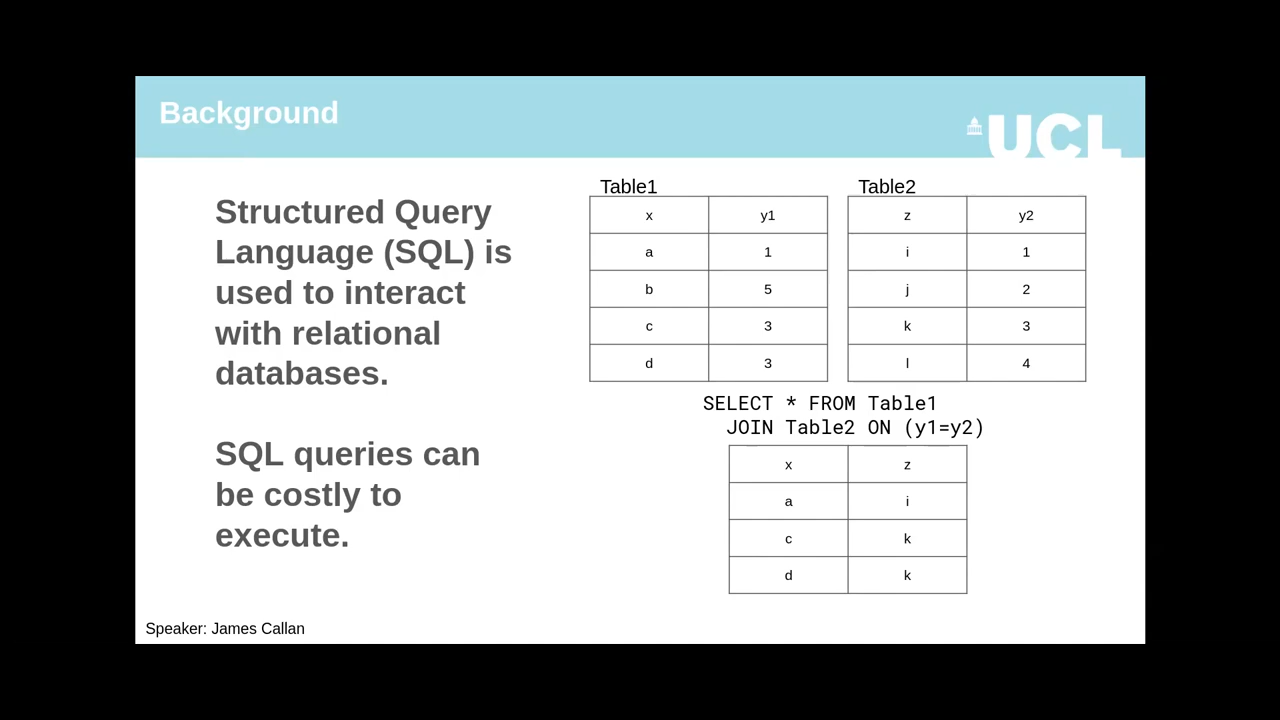 Background
UCL
Structured Query
Language (SQL) is
used to interact
with relational
databases.
SQL queries can
be costly to
execute.
Table1
x y1
a 1
b 5
c 3
d 3
Table2
z y2
i 1
j 2
k 3
l 4
SELECT * FROM Table1
JOIN Table2 ON (y1=y2)
x z
a i
c k
d k
Speaker: James Callan